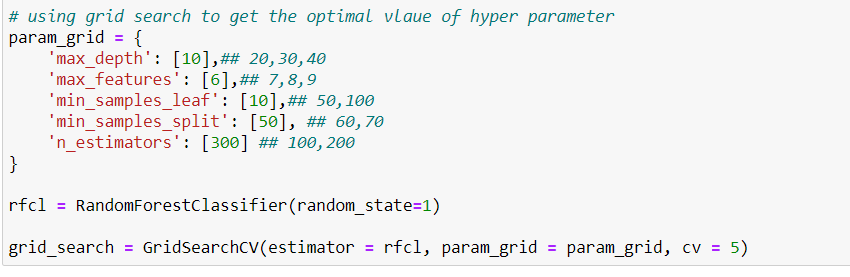 # using grid search to get the optimal vlaue of hyper parameter
param_grid = {
    'max_depth': [10],## 20,30,40
    'max_features': [6],## 7,8,9
    'min_samples_leaf': [10],## 50,100
    'min_samples_split': [50], ## 60,70
    'n_estimators': [300] ## 100,200
}
rfcl = RandomForestClassifier(random_state=1)
grid_search = GridSearchCV(estimator = rfcl, param_grid = param_grid, cv = 5)